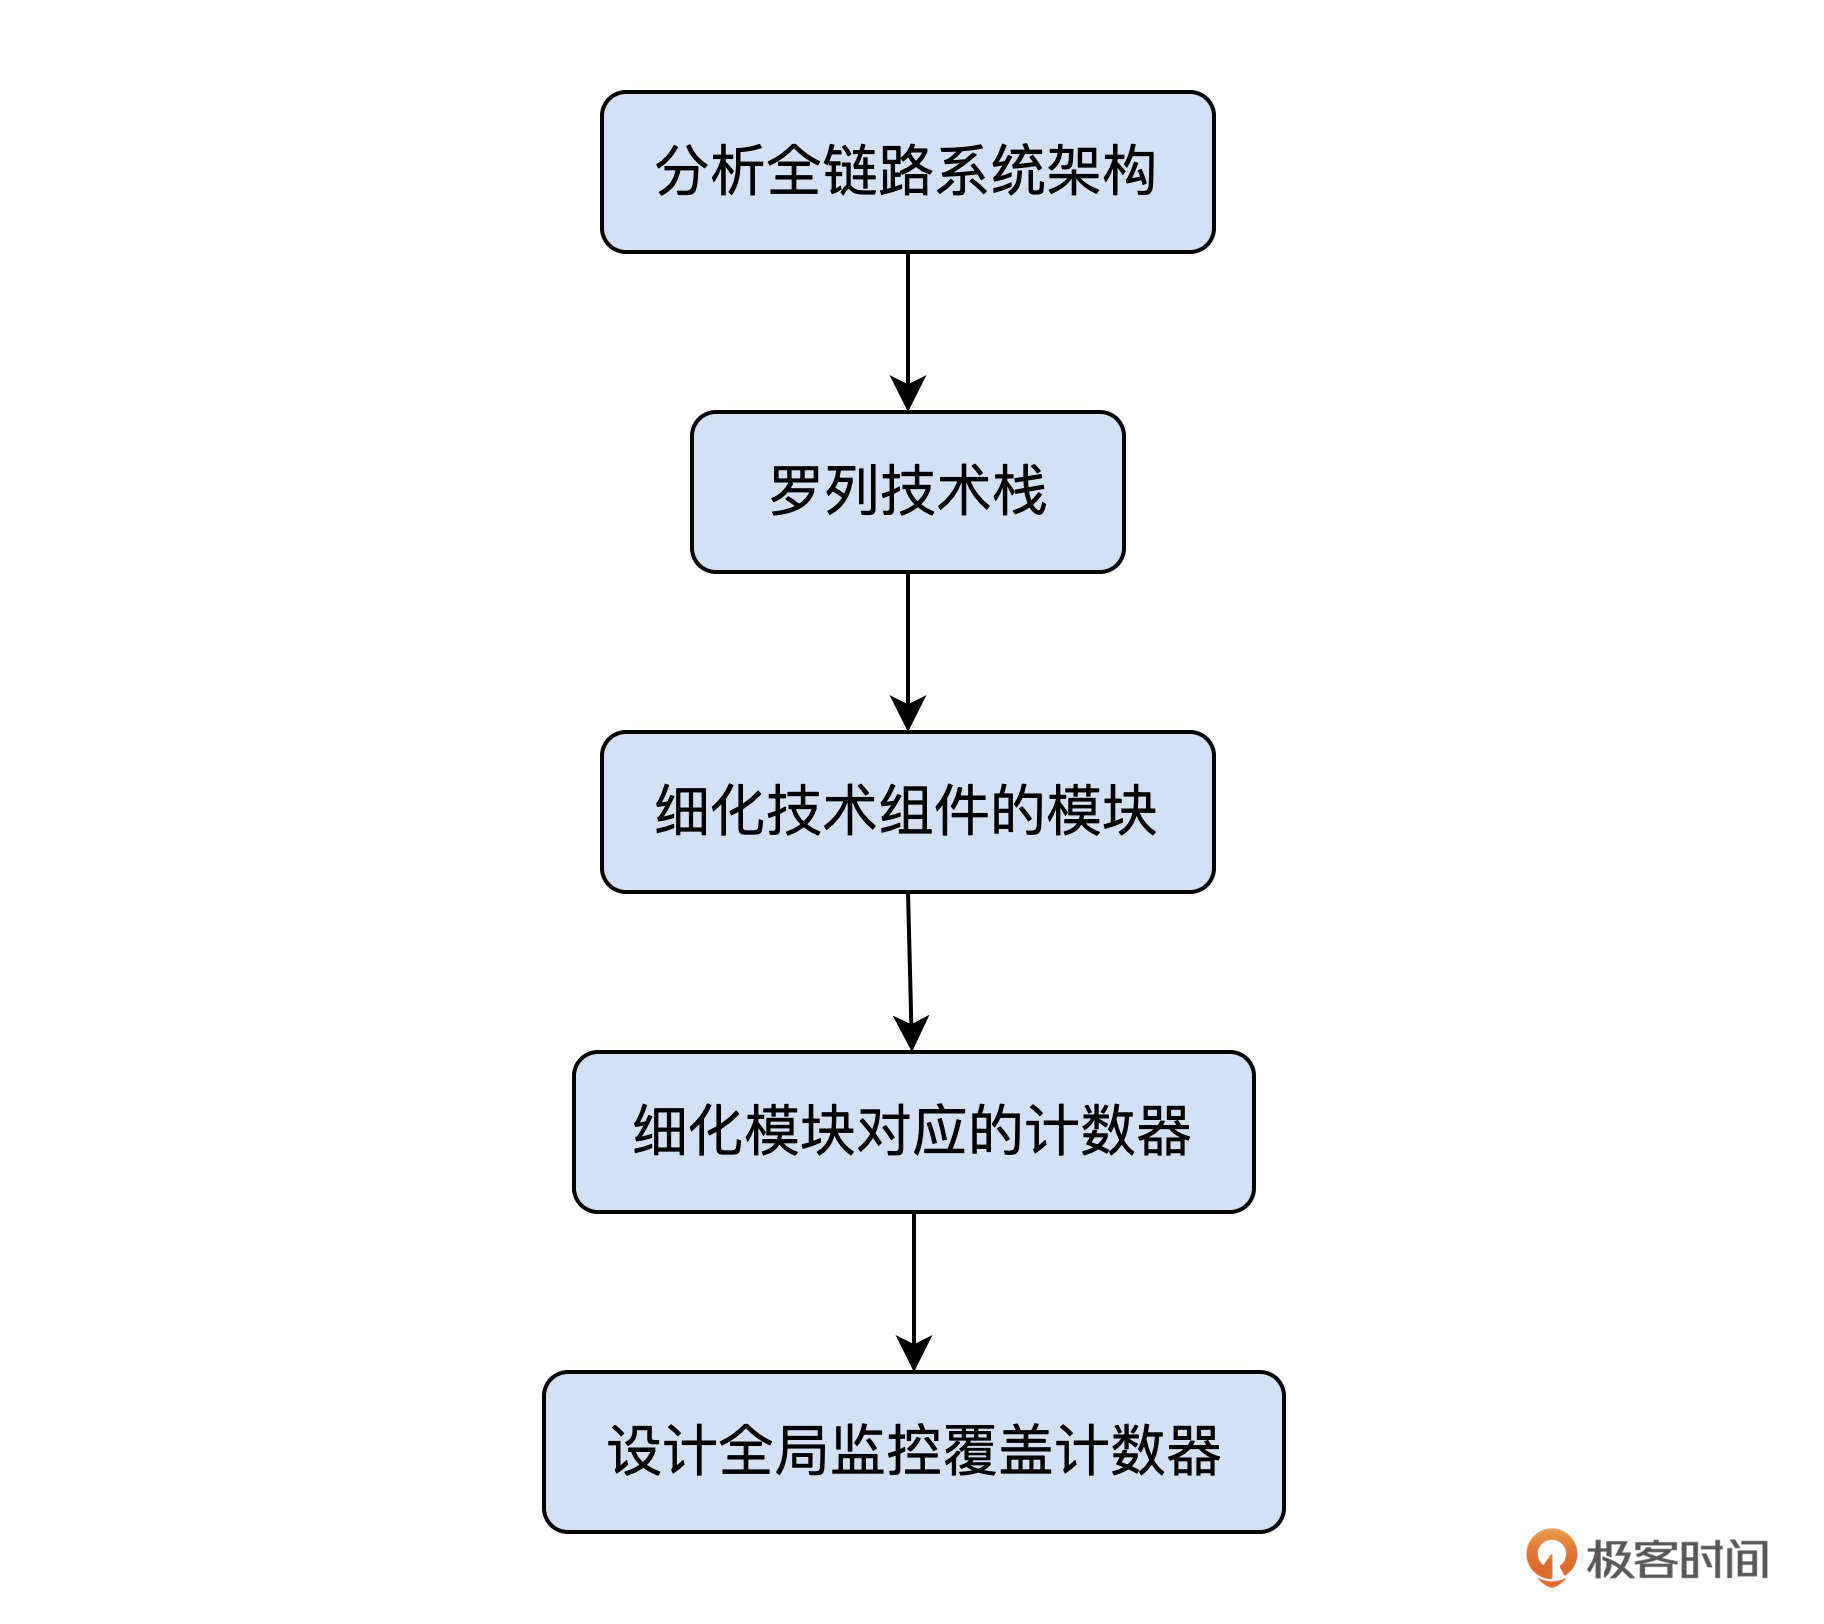 分析全链路系统架构
罗列技术栈
细化技术组件的模块
细化模块对应的计数器
设计全局监控覆盖计数器
极客时间